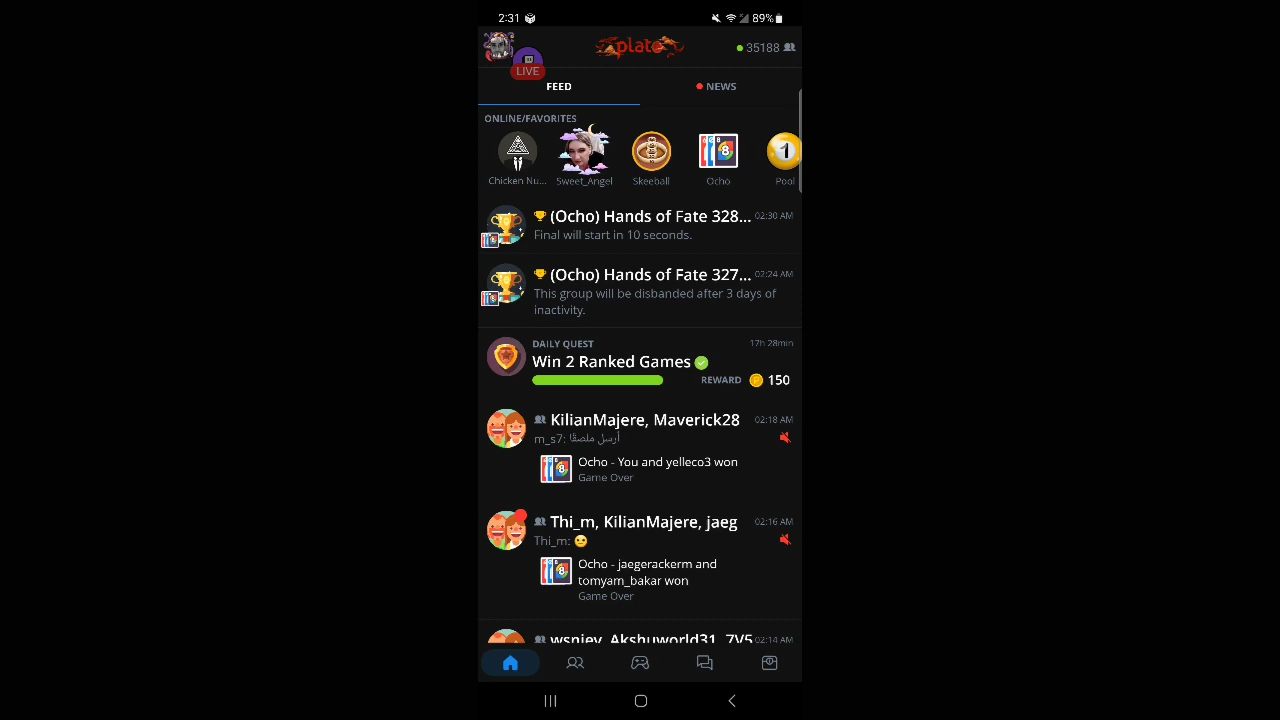 2:31
89%
plato
35188
LIVE
FEED
NEWS
ONLINE/FAVORITES
Chicken Nu...
Sweet_Angel
Skeeball
Ocho
Pool
(Ocho) Hands of Fate 328...
02:30 AM
Final will start in 10 seconds.
(Ocho) Hands of Fate 327...
02:24 AM
This group will be disbanded after 3 days of
inactivity.
DAILY QUEST
17h 28min
Win 2 Ranked Games
REWARD 150
KilianMajere, Maverick28
02:18 AM
m_s7: أرسل ملصقًا
Ocho - You and yelleco3 won
Game Over
Thi_m, KilianMajere, jaeg
02:16 AM
Thi_m: 😐
Ocho - jaegerackerm and
tomyam_bakar won
Game Over
wsniev, Akshuworld31, 7V5
02:14 AM